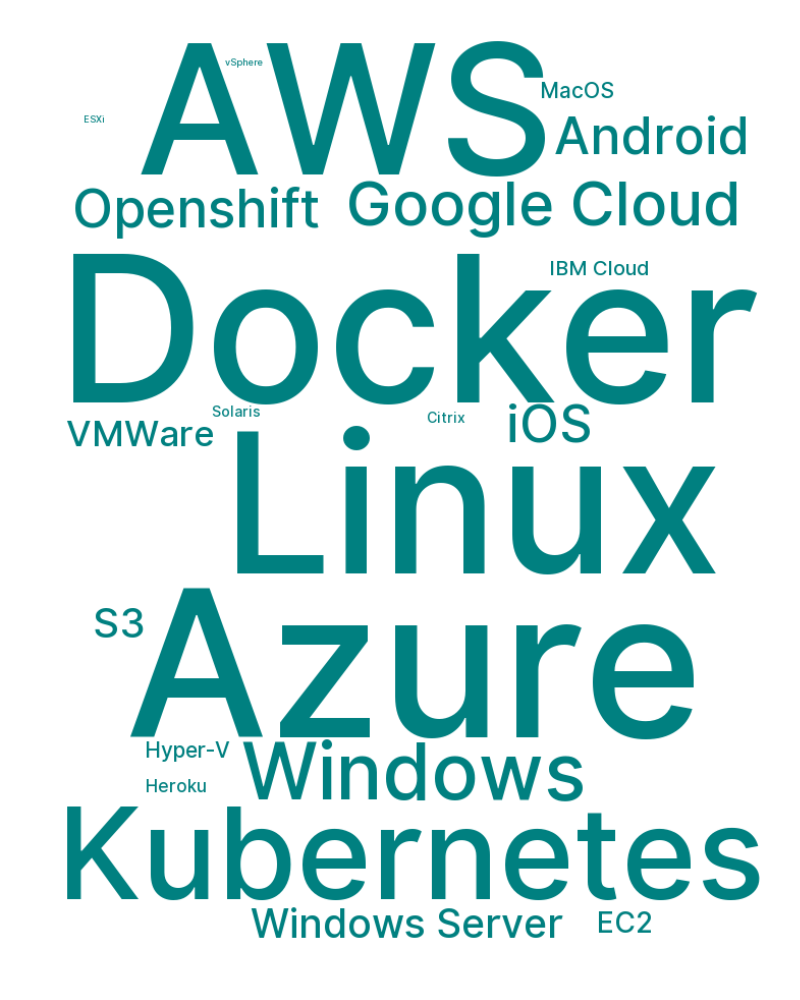 AWS
vSphere
MacOS
ESXi
Android
Openshift
Google Cloud
Docker
IBM Cloud
Solaris
Citrix
iOS
VMWare
Linux
S3
Azure
Hyper-V
Windows
Heroku
Kubernetes
Windows Server
EC2